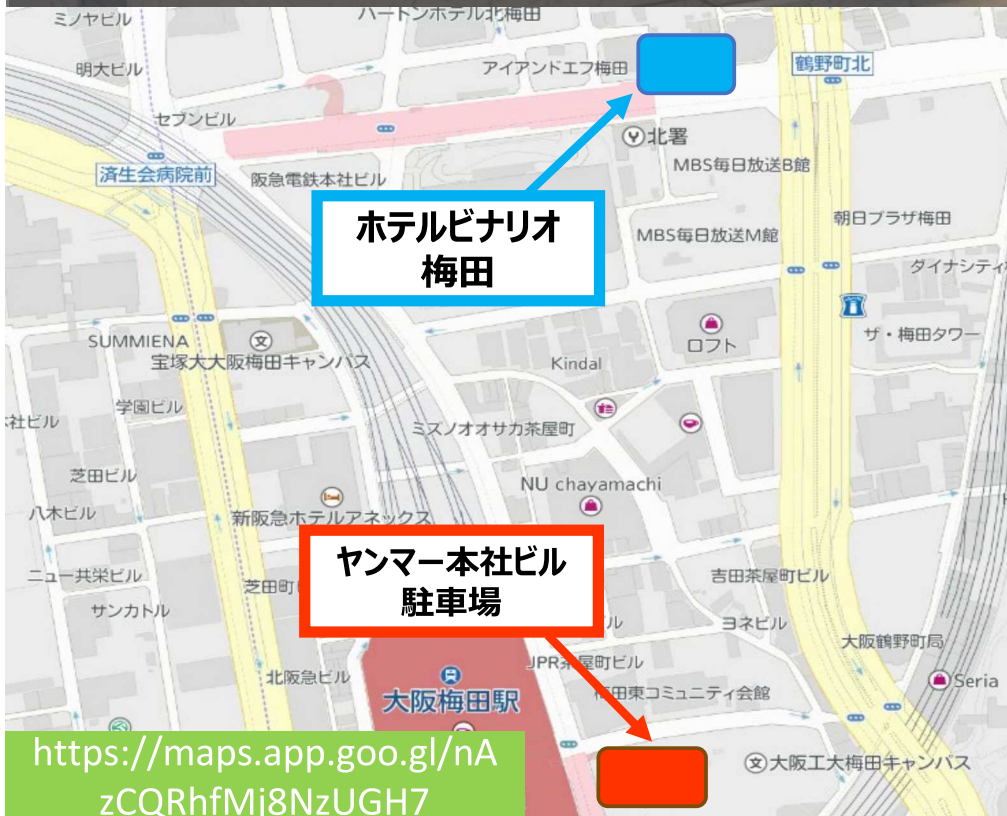 ミノヤビル
ハートンホテル北梅田
明大ビル
アイアンドエフ梅田
鶴野町北
セブンビル
北署
済生会病院前
阪急電鉄本社ビル
MBS毎日放送B館
ホテルビナリオ
梅田
朝日プラザ梅田
MBS毎日放送M館
ダイナシティ
SUMMIENA
ロフト
ザ・梅田タワー
宝塚大大阪梅田キャンパス
Kindal
学園ビル
社ビル
ミズノオオサカ茶屋町
芝田ビル
NU chayamachi
八木ビル
新阪急ホテルアネックス
ヤンマー本社ビル
駐車場
ニュー共栄ビル
芝田町
吉田茶屋町ビル
サンカトル
ル
ヨネビル
大阪鶴野町局
北阪急ビル
JPR茶屋町ビル
Seria
大阪梅田駅
梅田東コミュニティ会館
大阪工大梅田キャンパス
https://maps.app.goo.gl/nA
zCQRhfMj8NzUGH7